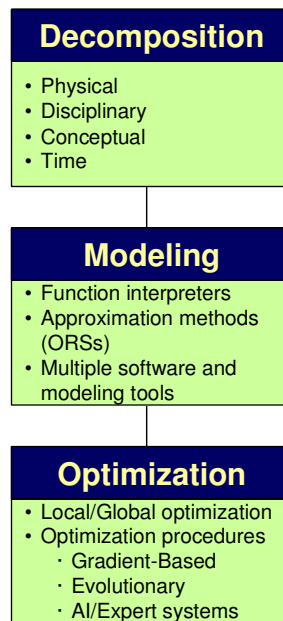 Decomposition
• Physical
• Disciplinary
• Conceptual
• Time
Modeling
• Function interpreters
• Approximation methods
(ORSs)
• Multiple software and
modeling tools
Optimization
• Local/Global optimization
• Optimization procedures
· Gradient-Based
· Evolutionary
· AI/Expert systems